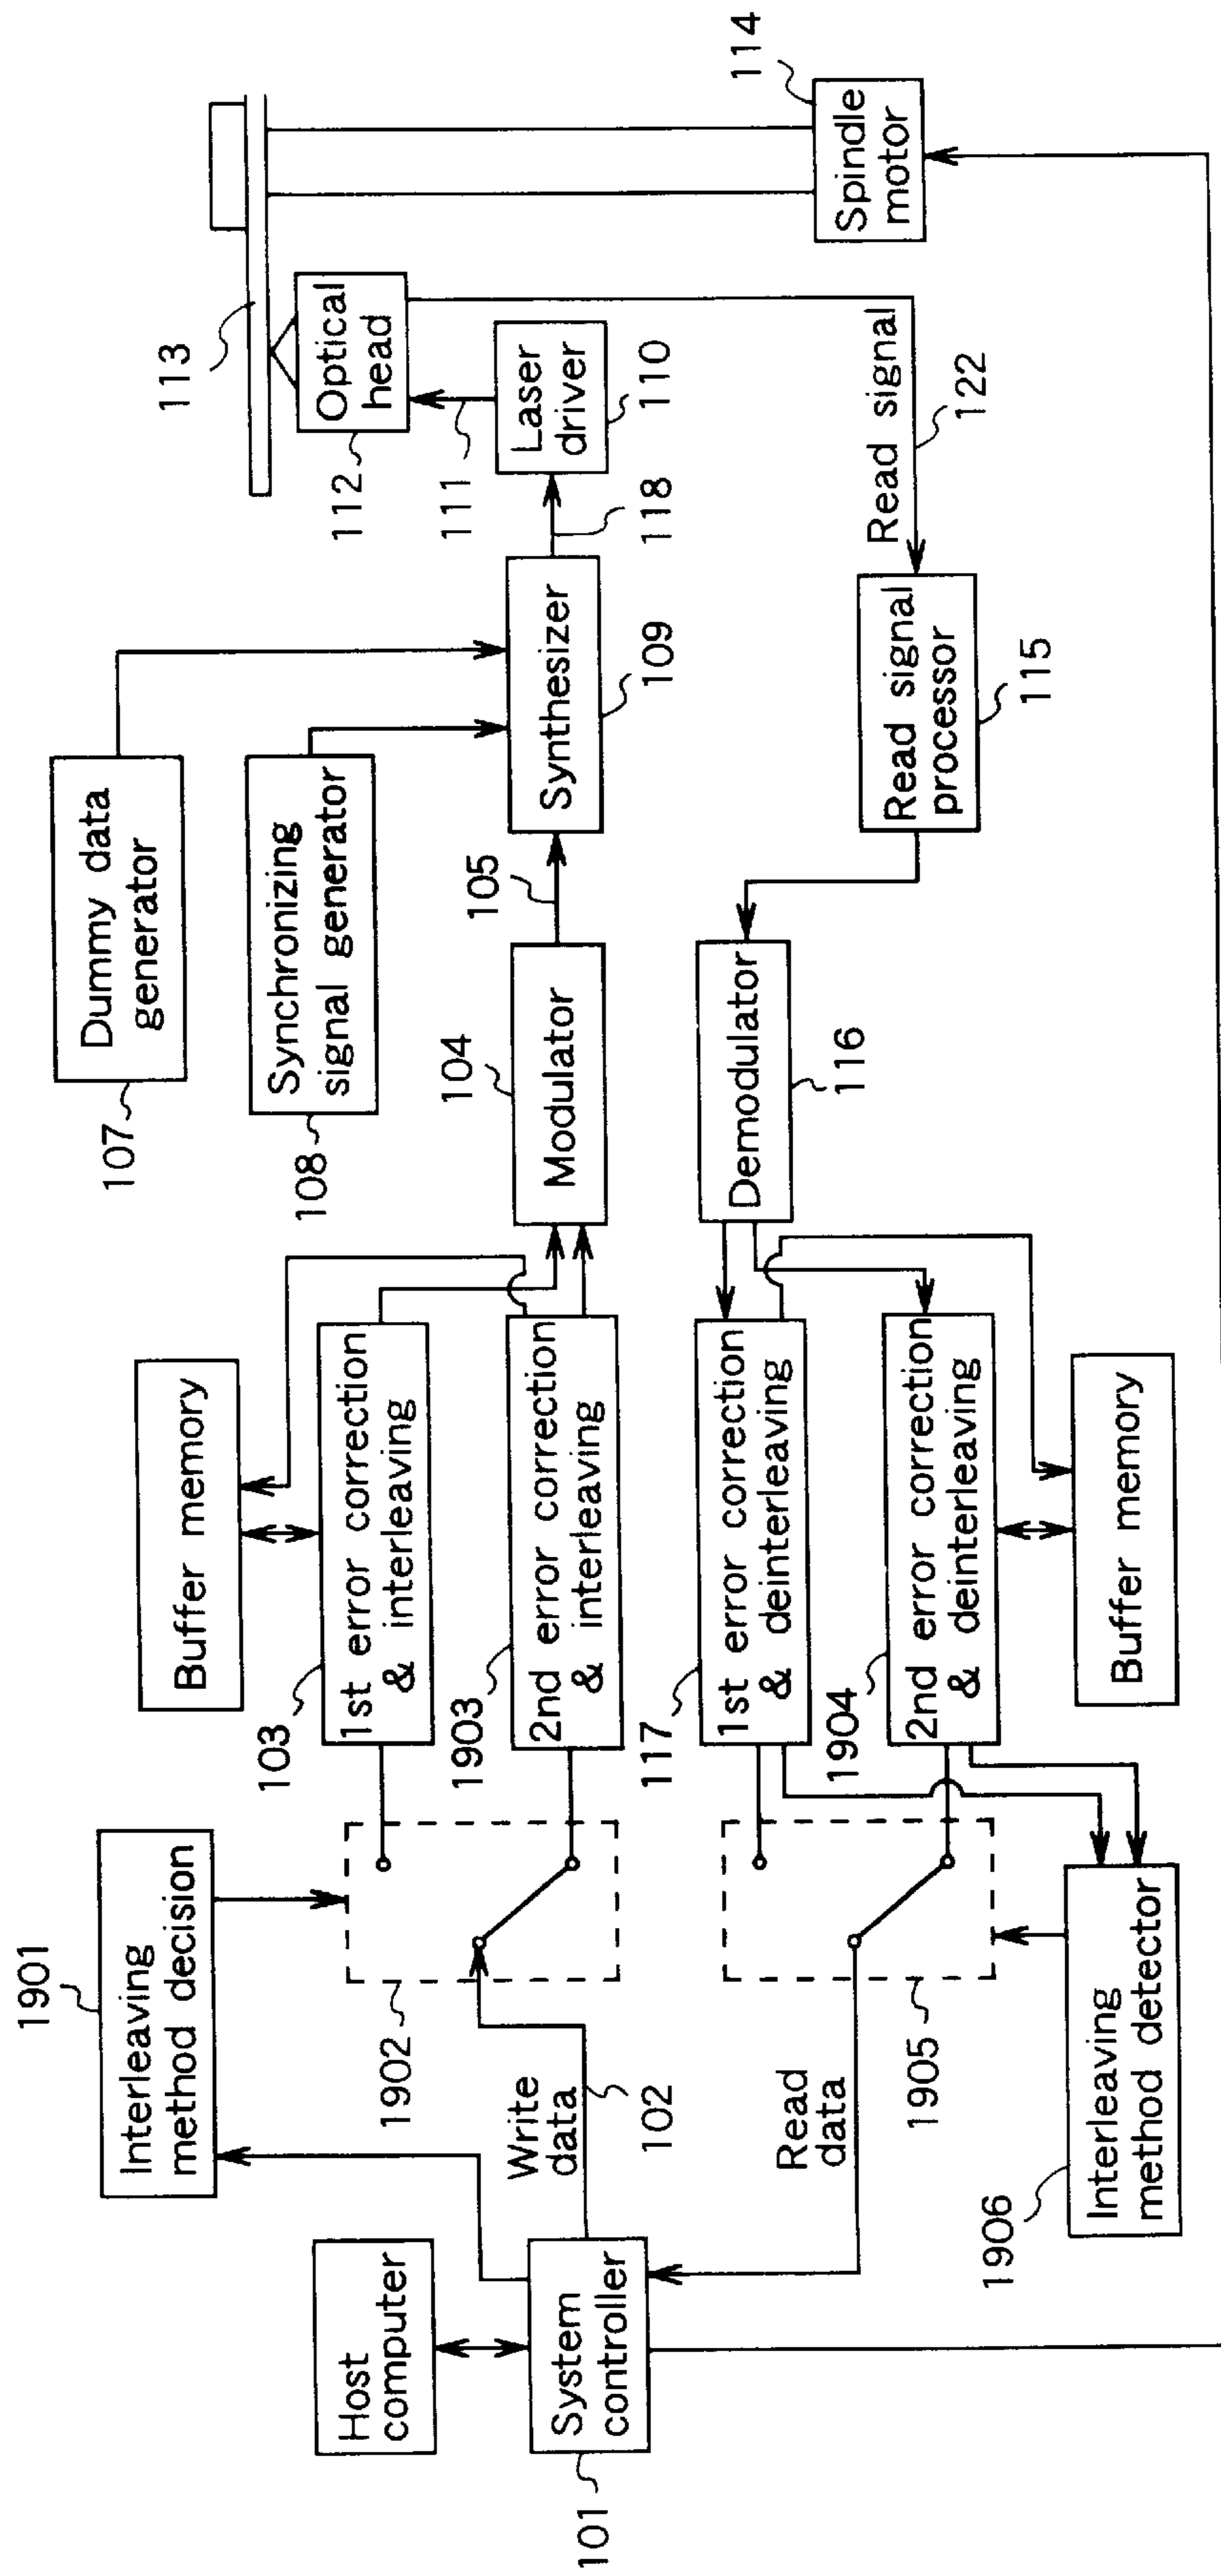 1901
Interleaving
method decision
Host
computer
System
controller
101
Write
data
102
1902
Read
data
1905
1906
Interleaving
method detector
Buffer memory
103
1st error correction
& interleaving
1903
2nd error correction
& interleaving
117
1st error correction
& deinterleaving
1904
2nd error correction
& deinterleaving
Buffer memory
107
Dummy data
generator
108
Synchronizing
signal generator
104
Modulator
105
Demodulator
116
Synthesizer
109
118
Read signal
processor
115
113
112
Optical
head
111
Laser
driver
110
Read signal
122
114
Spindle
motor